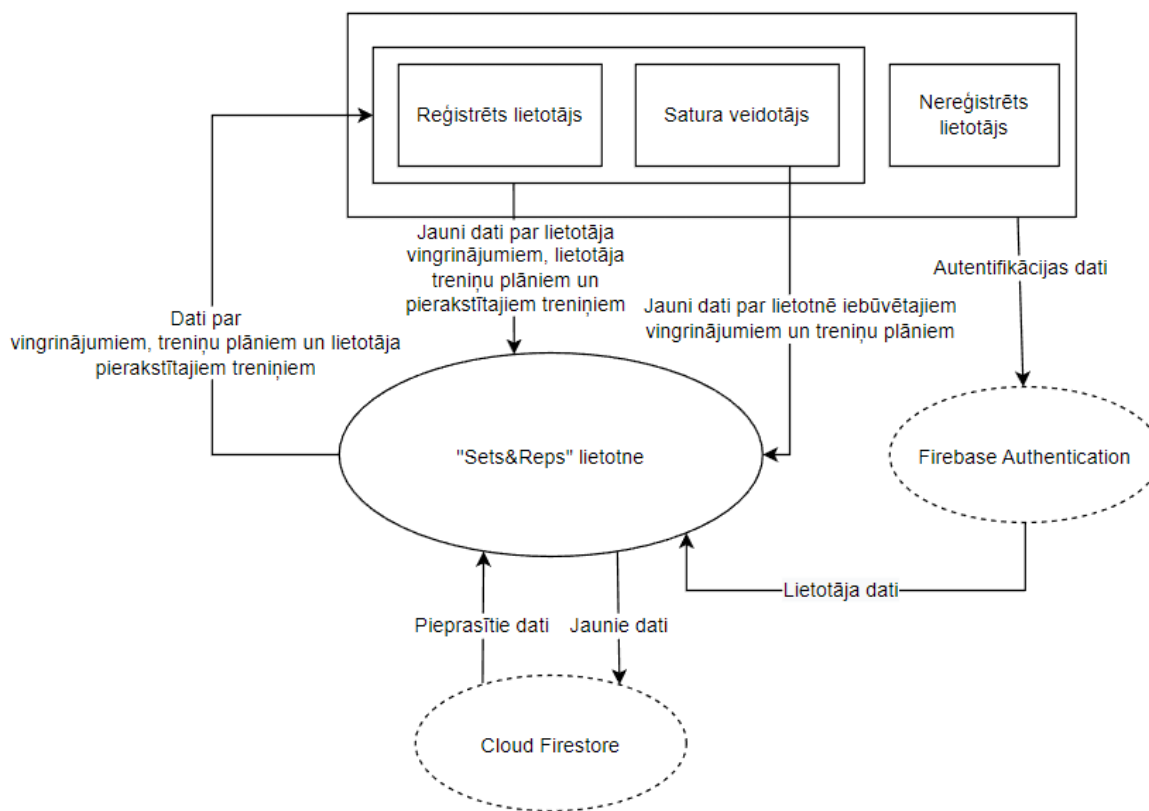 Reģistrēts lietotājs
Satura veidotājs
Nereģistrēts
lietotājs
Jauni dati par lietotāja
vingrinājumiem, lietotāja
treniņu plāniem un
pierakstītajiem treniņiem
Autentifikācijas dati
Jauni dati par lietotnē iebūvētajiem
vingrinājumiem un treniņu plāniem
Dati par
vingrinājumiem, treniņu plāniem un lietotāja
pierakstītajiem treniņiem
"Sets&Reps" lietotne
Firebase Authentication
Lietotāja dati
Pieprasītie dati
Jaunie dati
Cloud Firestore